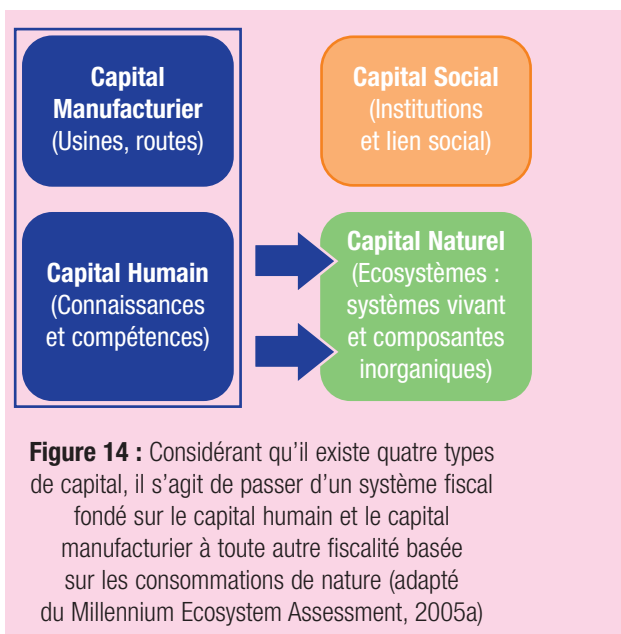 Capital
Manufacturier
(Usines, routes)
Capital Social
(Institutions
et lien social)
Capital Humain
(Connaissances
et compétences)
Capital Naturel
(Ecosystèmes :
systèmes vivant
et composantes
inorganiques)
Figure 14 : Considérant qu'il existe quatre types
de capital, il s'agit de passer d'un système fiscal
fondé sur le capital humain et le capital
manufacturier à toute autre fiscalité basée
sur les consommations de nature (adapté
du Millennium Ecosystem Assessment, 2005a)